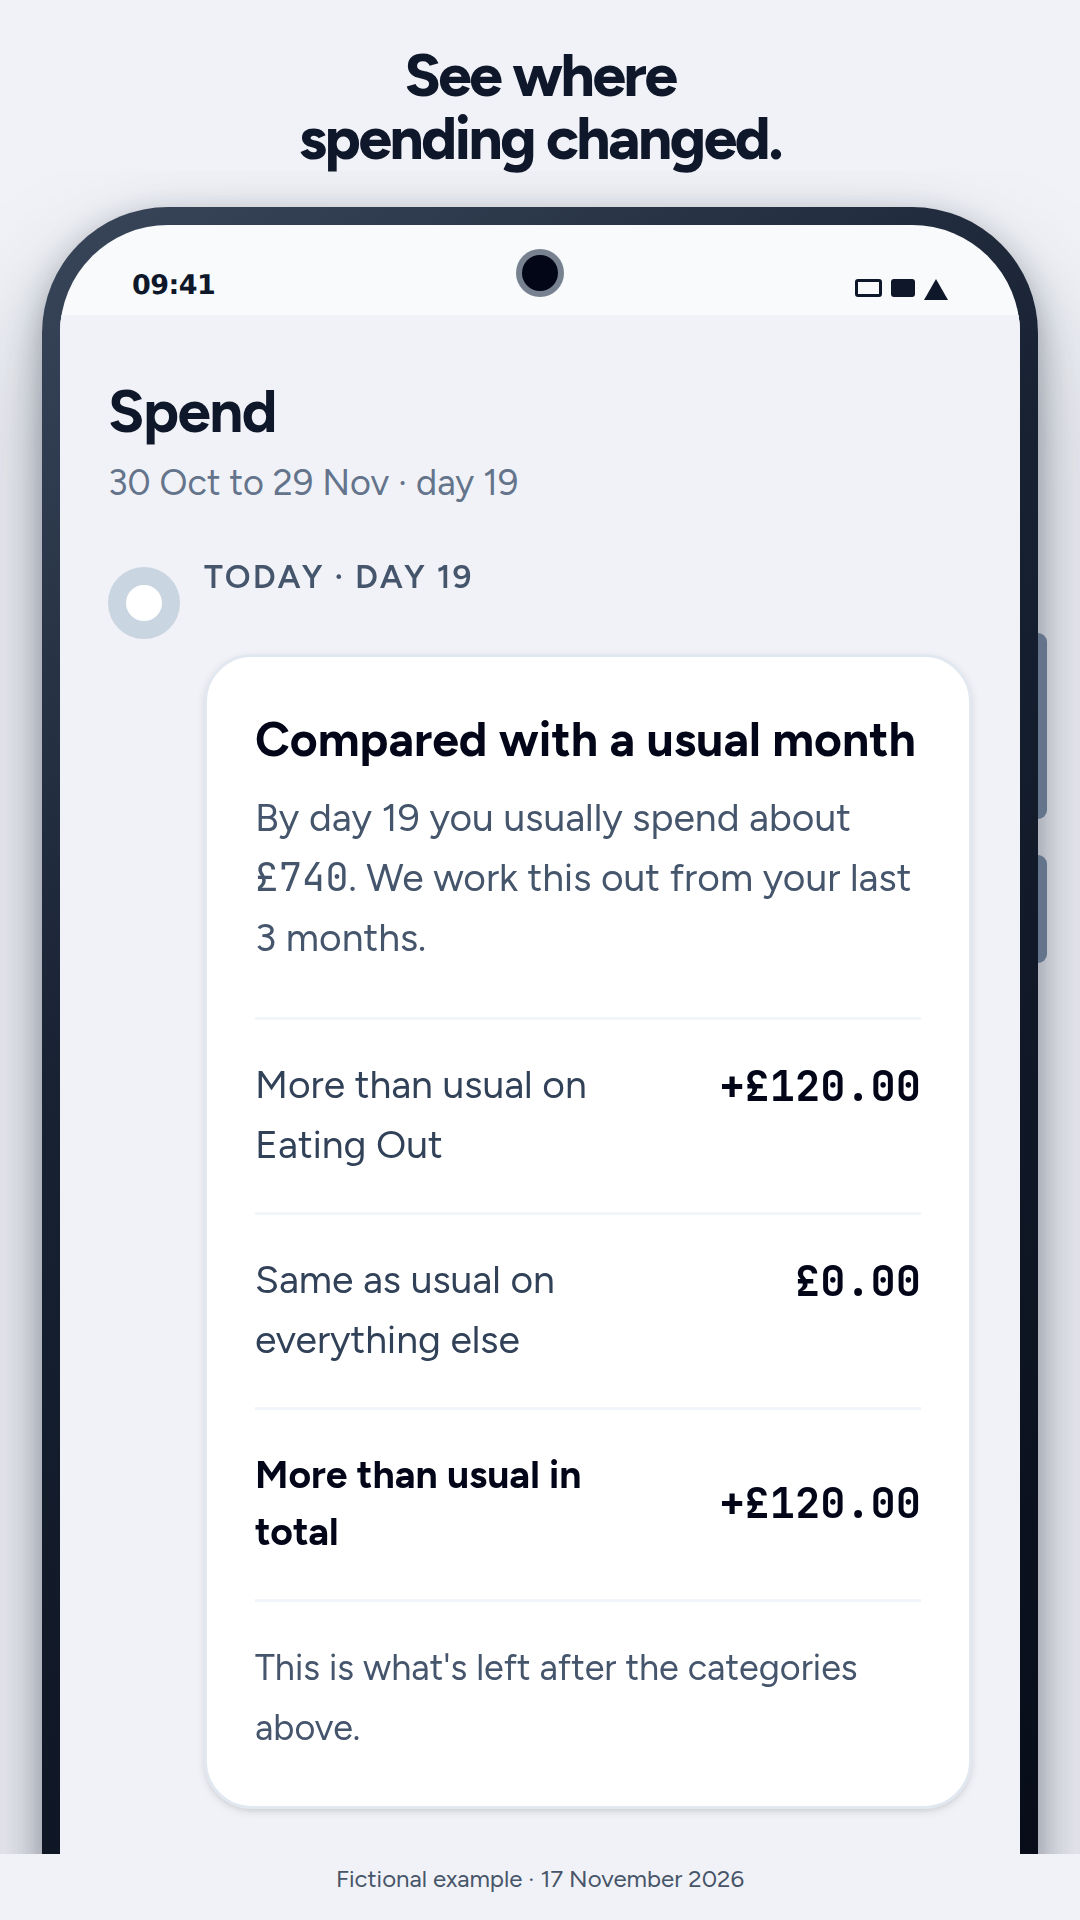 See where
spending changed.
09:41
Spend
30 Oct to 29 Nov · day 19
TODAY · DAY 19
Compared with a usual month
By day 19 you usually spend about
£740. We work this out from your last
3 months.
More than usual on +£120.00
Eating Out
Same as usual on £0.00
everything else
More than usual in
total +£120.00
This is what's left after the categories
above.
Fictional example · 17 November 2026